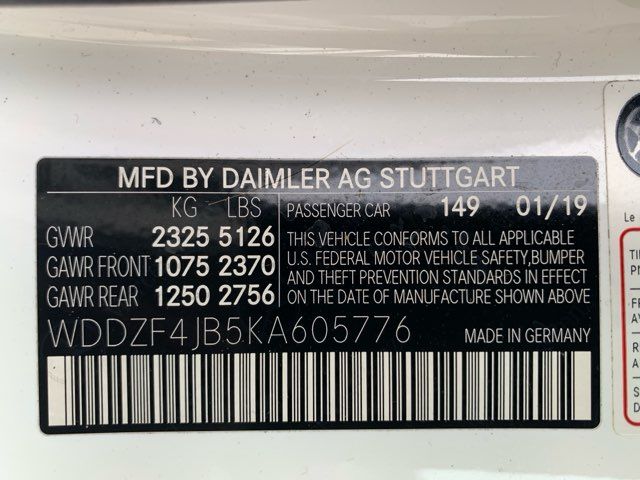 MFD BY DAIMLER AG STUTTGART
KG LBS
GVWR 2325 5126
GAWR FRONT 1075 2370
GAWR REAR 1250 2756
PASSENGER CAR 149 01/19
THIS VEHICLE CONFORMS TO ALL APPLICABLE
U.S. FEDERAL MOTOR VEHICLE SAFETY,BUMPER
AND THEFT PREVENTION STANDARDS IN EFFECT
ON THE DATE OF MANUFACTURE SHOWN ABOVE
WDDZF4JB5KA605776 MADE IN GERMANY
Le